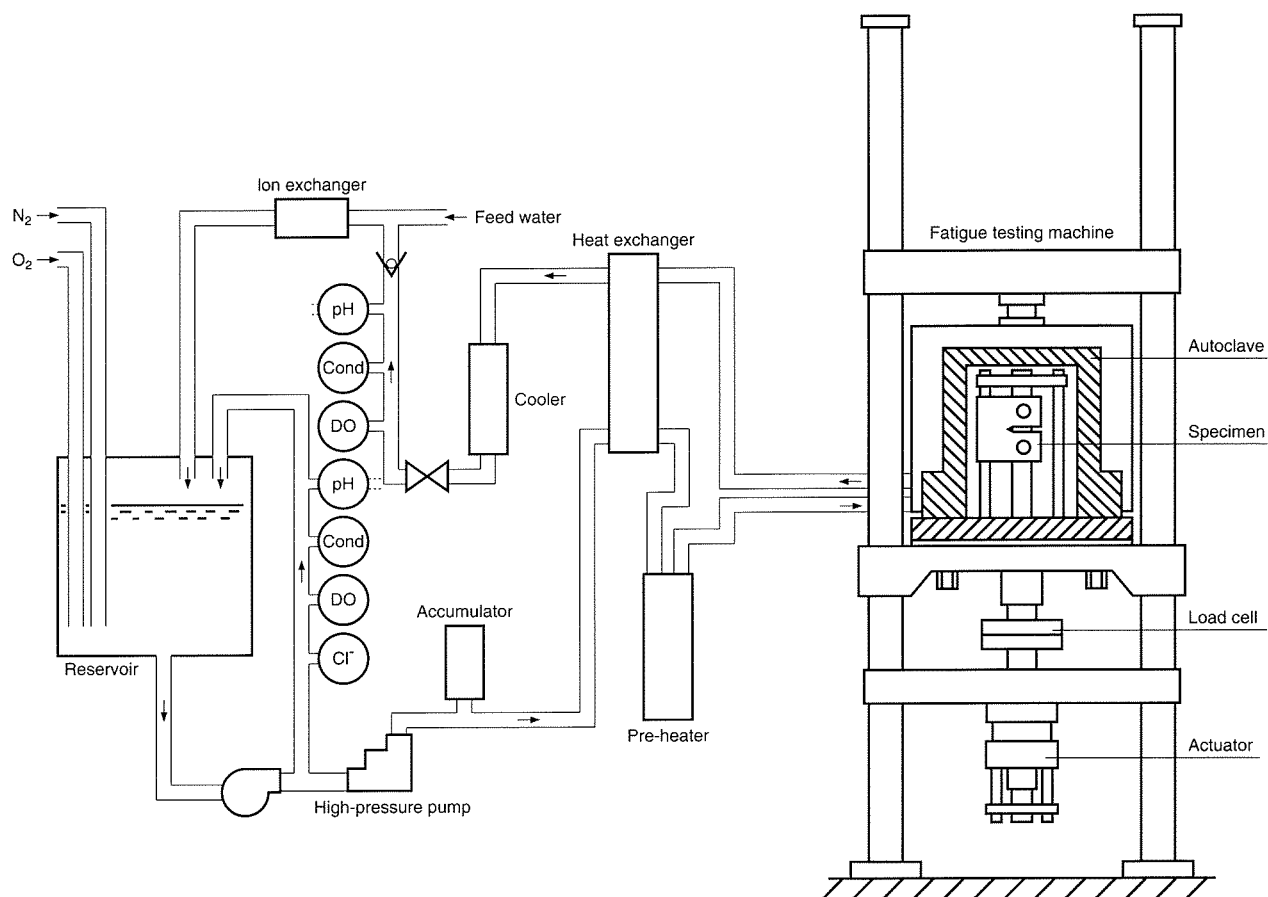 Ion exchanger
N₂
Feed water
O₂
Heat exchanger
Fatigue testing machine
pH
Autoclave
Cond
Cooler
DO
Specimen
pH
Cond
DO
Accumulator
Load cell
Cl⁻
Reservoir
Pre-heater
Actuator
High-pressure pump